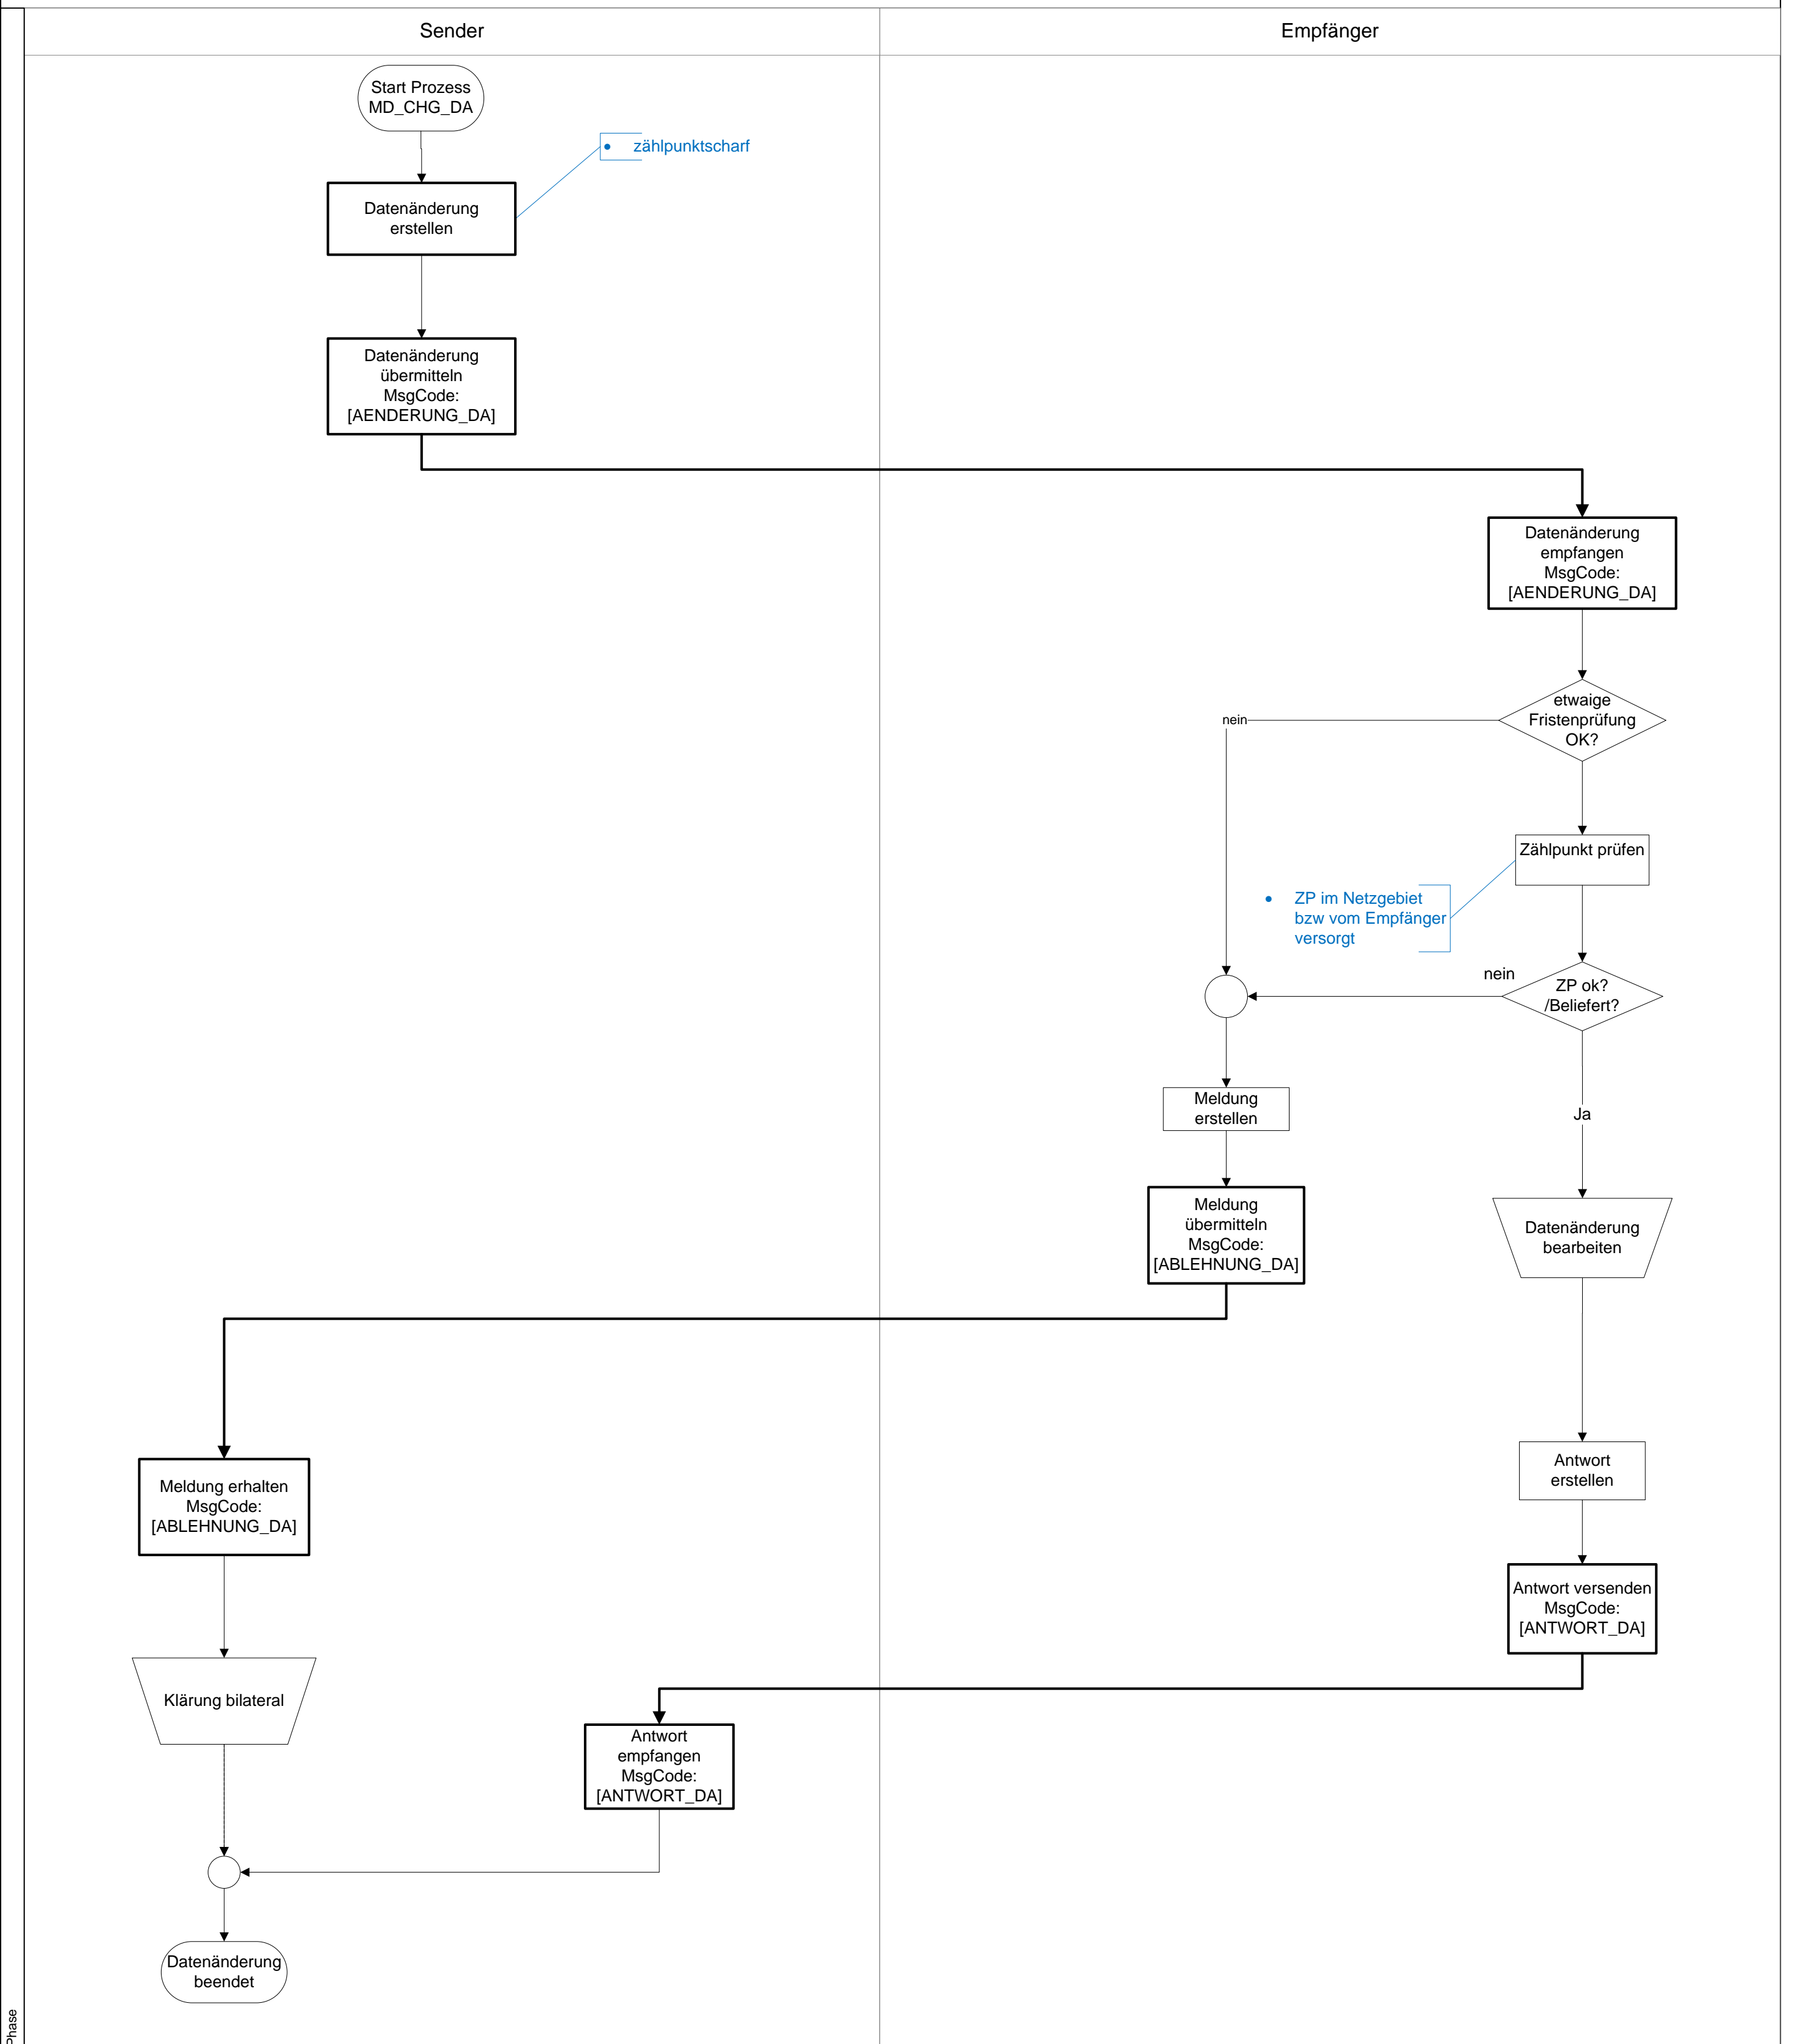 Sender
Empfänger
Start Prozess
MD_CHG_DA
• zählpunktscharf
Datenänderung
erstellen
Datenänderung
übermitteln
MsgCode:
[AENDERUNG_DA]
Datenänderung
empfangen
MsgCode:
[AENDERUNG_DA]
etwaige
Fristenprüfung
OK?
nein
Zählpunkt prüfen
• ZP im Netzgebiet
bzw vom Empfänger
versorgt
nein
ZP ok?
/Beliefert?
Meldung
erstellen
Ja
Meldung
übermitteln
MsgCode:
[ABLEHNUNG_DA]
Datenänderung
bearbeiten
Meldung erhalten
MsgCode:
[ABLEHNUNG_DA]
Antwort
erstellen
Antwort versenden
MsgCode:
[ANTWORT_DA]
Klärung bilateral
Antwort
empfangen
MsgCode:
[ANTWORT_DA]
Datenänderung
beendet
Phase